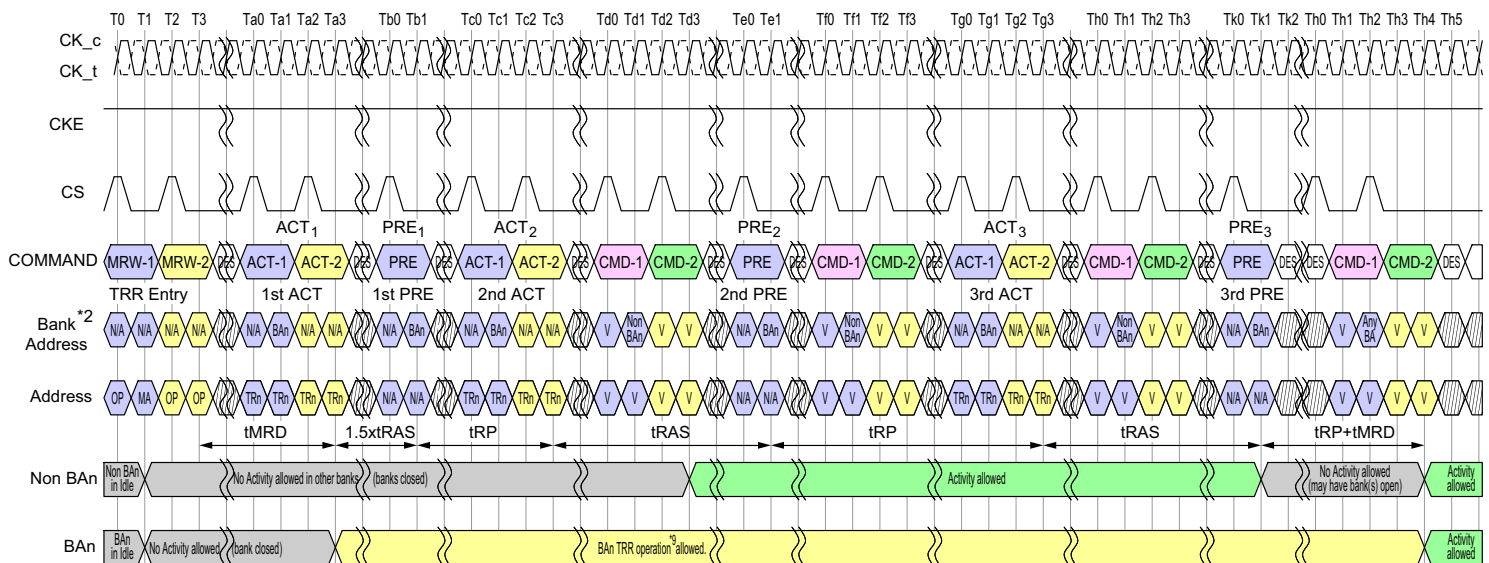 T0 T1 T2 T3 Ta0 Ta1 Ta2 Ta3 Tb0 Tb1 Tc0 Tc1 Tc2 Tc3 Td0 Td1 Td2 Td3 Te0 Te1 Tf0 Tf1 Tf2 Tf3 Tg0 Tg1 Tg2 Tg3 Th0 Th1 Th2 Th3 Tk0 Tk1 Tk2 Th0 Th1 Th2 Th3 Th4 Th5
CK_c
CK_t
CKE
CS
ACT1 PRE1 ACT2 PRE2 ACT3 PRE3
COMMAND MRW-1 MRW-2 DES ACT-1 ACT-2 DES PRE DES ACT-1 ACT-2 DES CMD-1 CMD-2 DES PRE DES CMD-1 CMD-2 DES ACT-1 ACT-2 DES CMD-1 CMD-2 DES PRE DES DES CMD-1 CMD-2 DES
TRR Entry 1st ACT 1st PRE 2nd ACT 2nd PRE 3rd ACT 3rd PRE
Bank*2
Address
N/A N/A N/A N/A N/A BAn N/A N/A N/A BAn N/A BAn N/A N/A V Non BAn V V N/A BAn V Non BAn V V N/A BAn N/A N/A V Non BAn V V N/A BAn V Any BA V V
Address OP MA OP OP TRn TRn TRn TRn N/A N/A TRn TRn TRn TRn V V V V N/A N/A V V V V TRn TRn TRn TRn V V V V N/A N/A V V V V
tMRD 1.5xtRAS tRP tRAS tRP tRAS tRP+tMRD
Non BAn
Non BAn
in Idle
No Activity allowed in other banks (banks closed)
Activity allowed
No Activity allowed
(may have bank(s) open)
Activity
allowed
BAn
BAn
in Idle
No Activity allowed (bank closed)
BAn TRR operation*9 allowed.
Activity
allowed